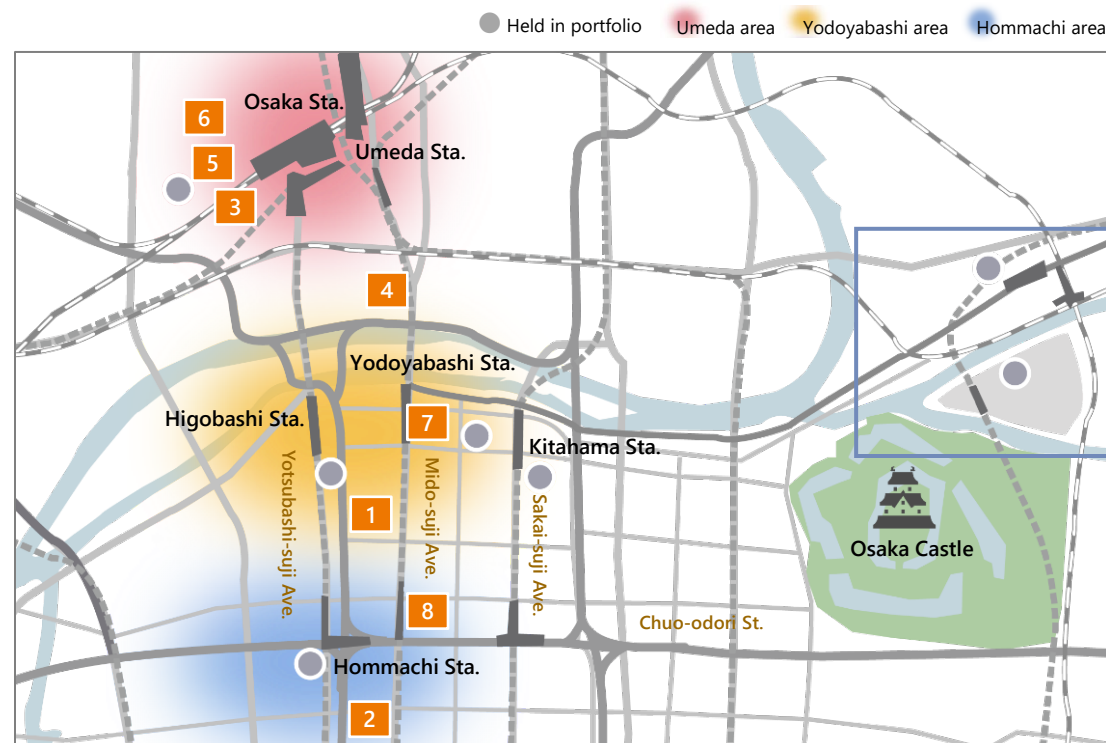 Held in portfolio
Umeda area
Yodoyabashi area
Hommachi area
Osaka Sta.
6
Umeda Sta.
5
3
4
Yodoyabashi Sta.
Higobashi Sta.
7
Kitahama Sta.
Yotsubashi-suji Ave.
Mido-suji Ave.
Sakai-suji Ave.
1
Osaka Castle
8
Chuo-odori St.
Hommachi Sta.
2